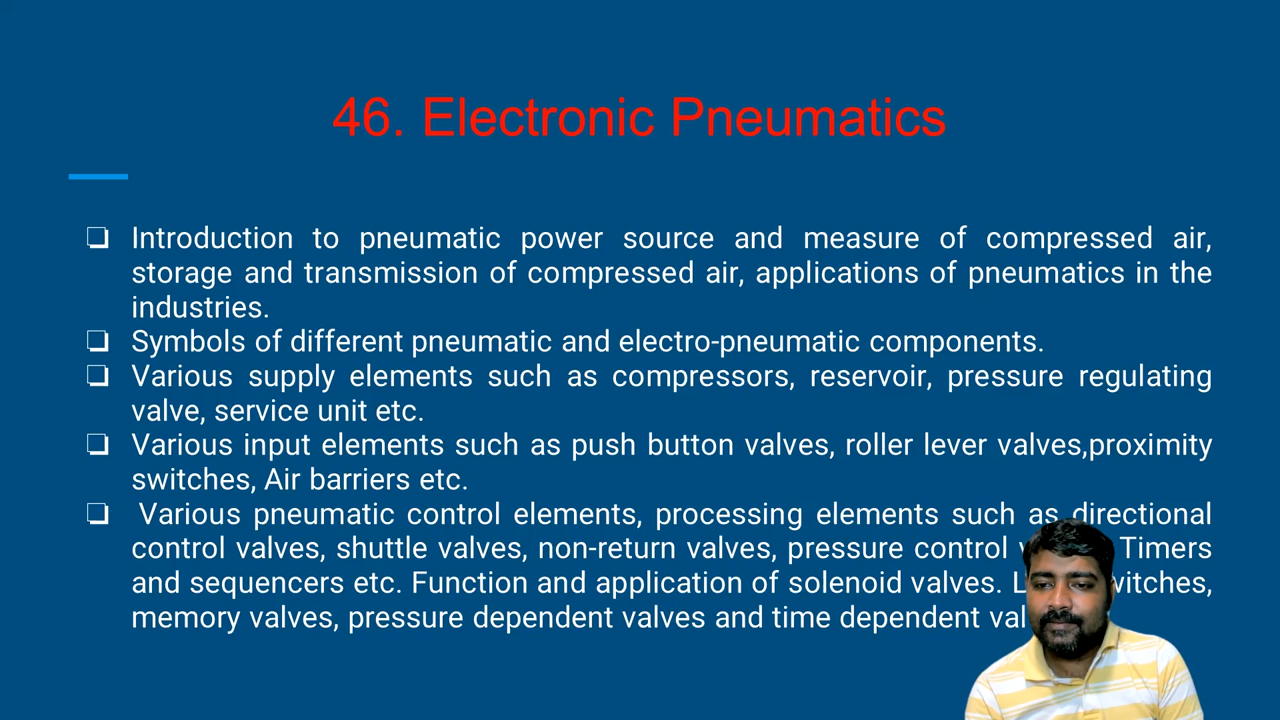 46. Electronic Pneumatics
Introduction to pneumatic power source and measure of compressed air,
storage and transmission of compressed air, applications of pneumatics in the
industries.
Symbols of different pneumatic and electro-pneumatic components.
Various supply elements such as compressors, reservoir, pressure regulating
valve, service unit etc.
Various input elements such as push button valves, roller lever valves,proximity
switches, Air barriers etc.
Various pneumatic control elements, processing elements such as directional
control valves, shuttle valves, non-return valves, pressure control Timers
and sequencers etc. Function and application of solenoid valves.
memory valves, pressure dependent valves and time dependent